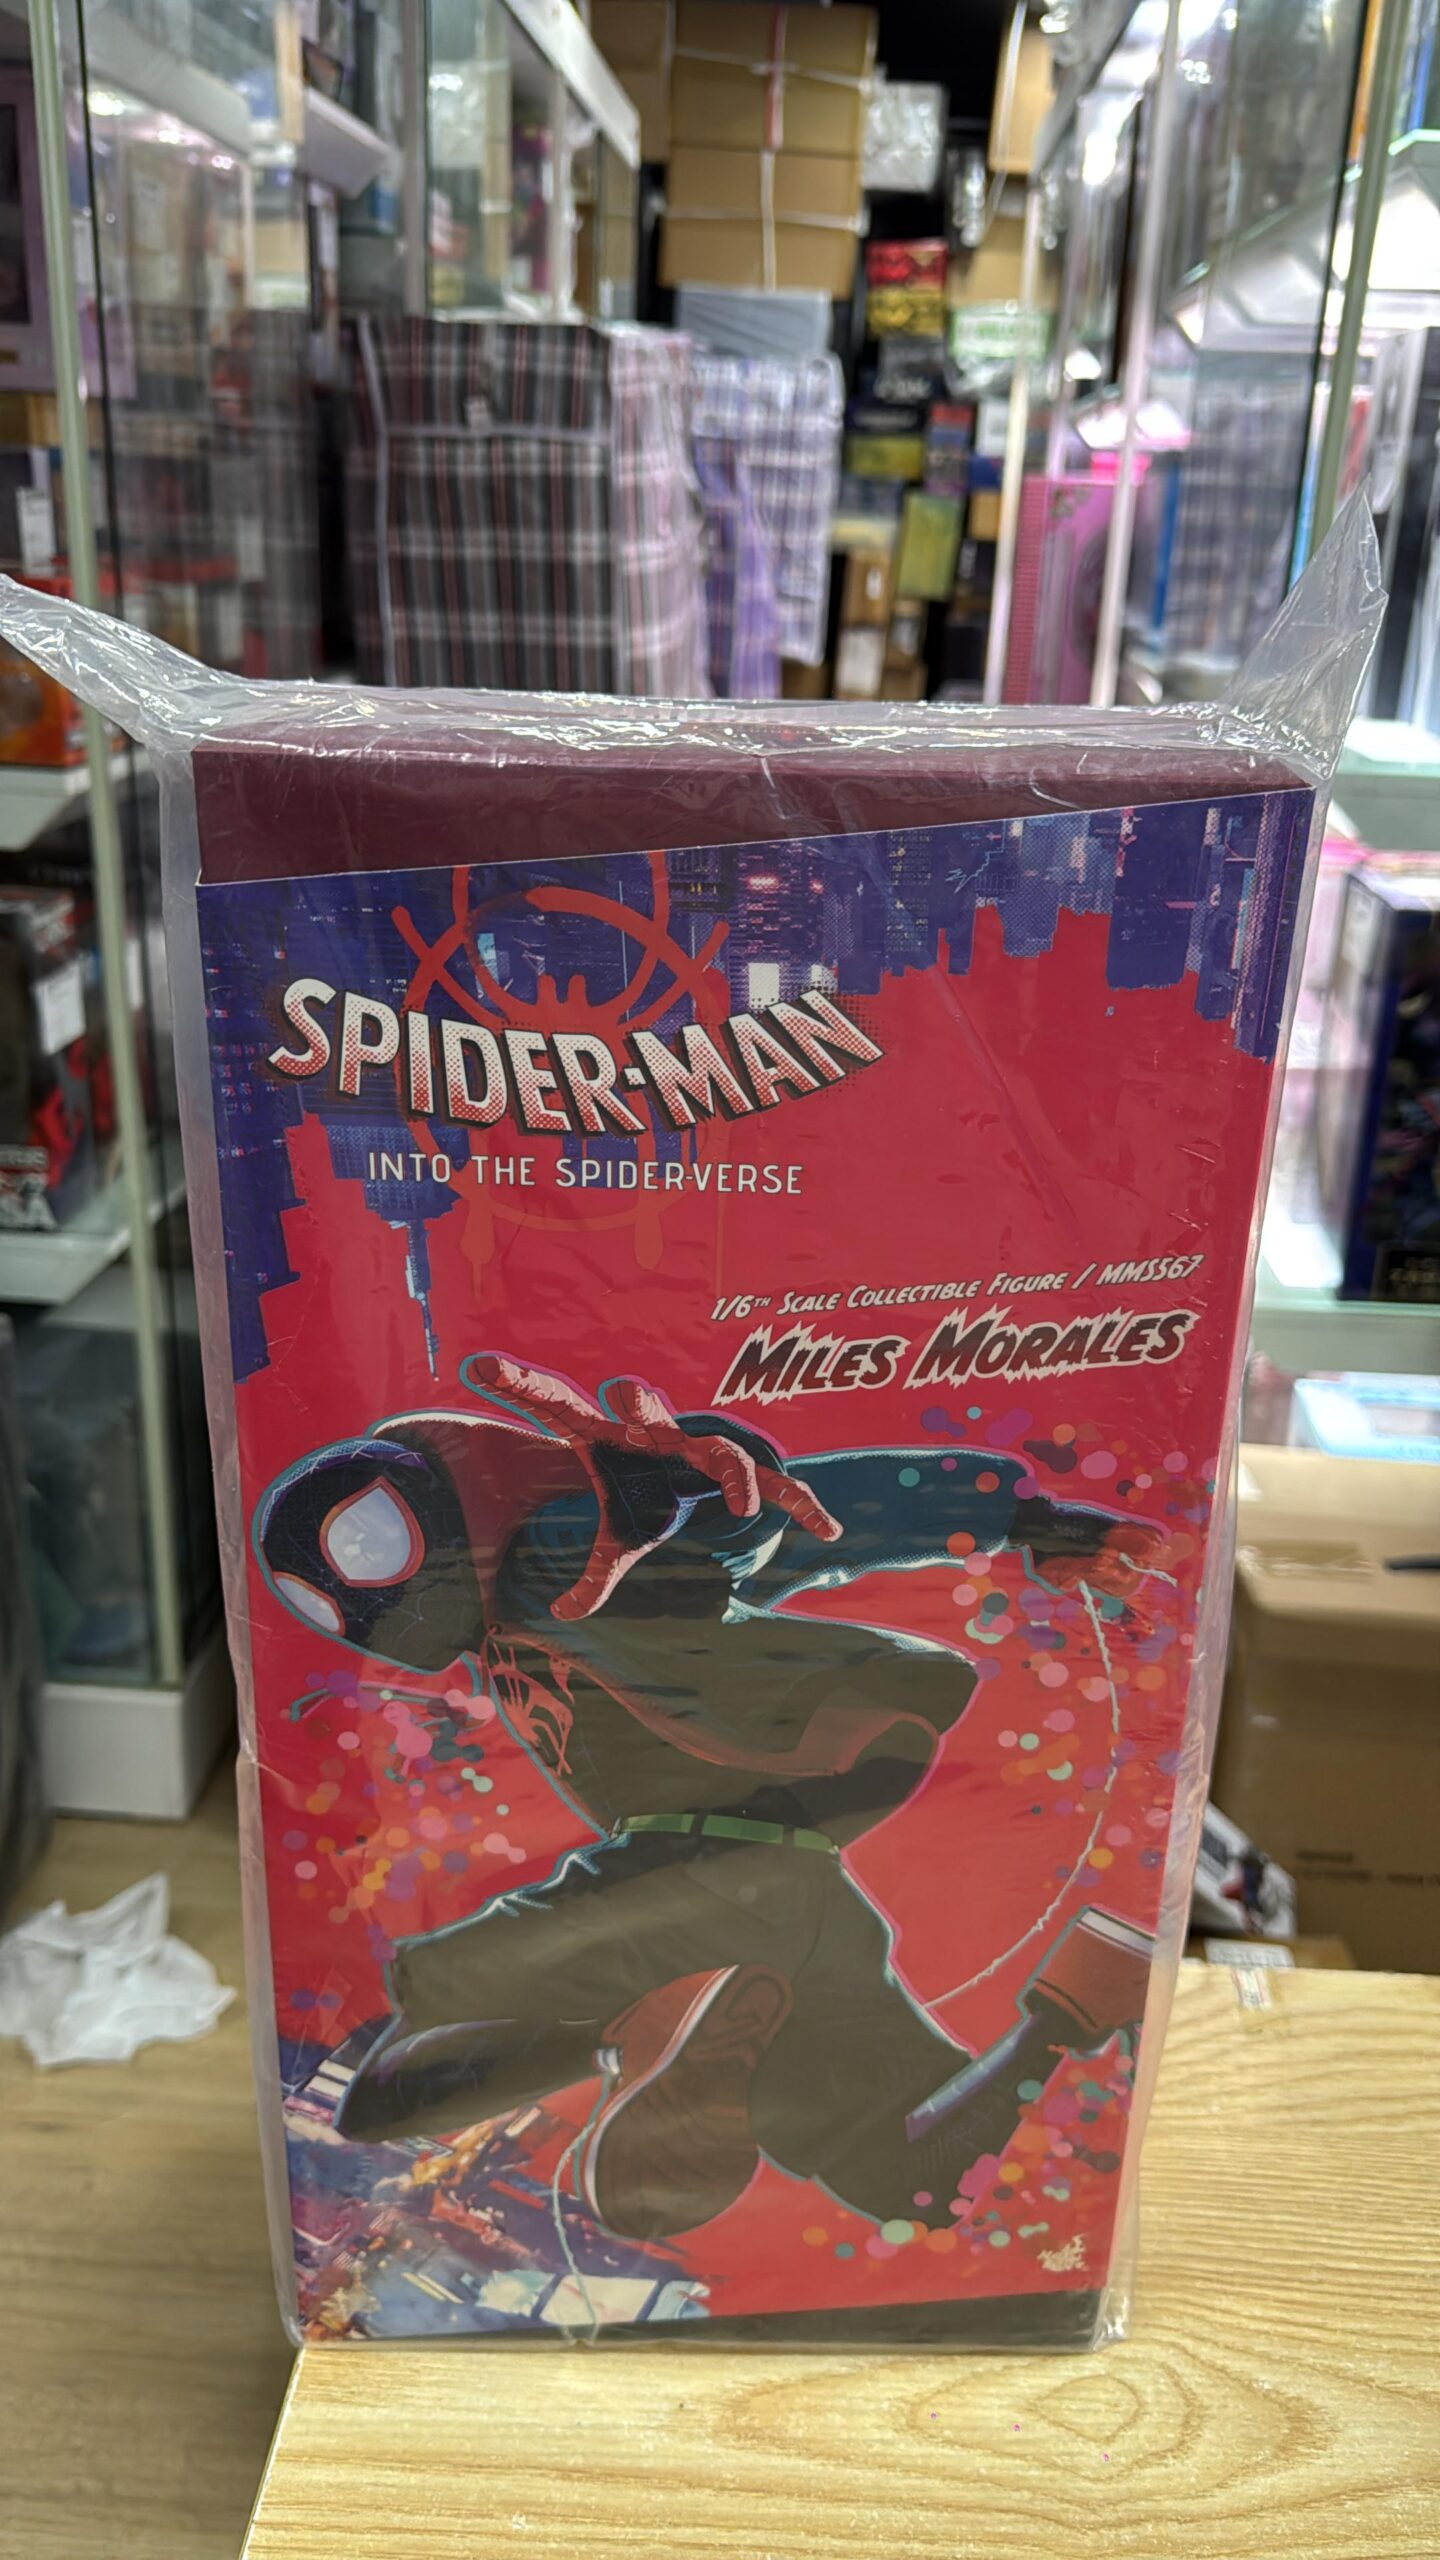 SPIDER-MAN
INTO THE SPIDER-VERSE
1/6TH SCALE COLLECTIBLE FIGURE / MMS567
MILES MORALES